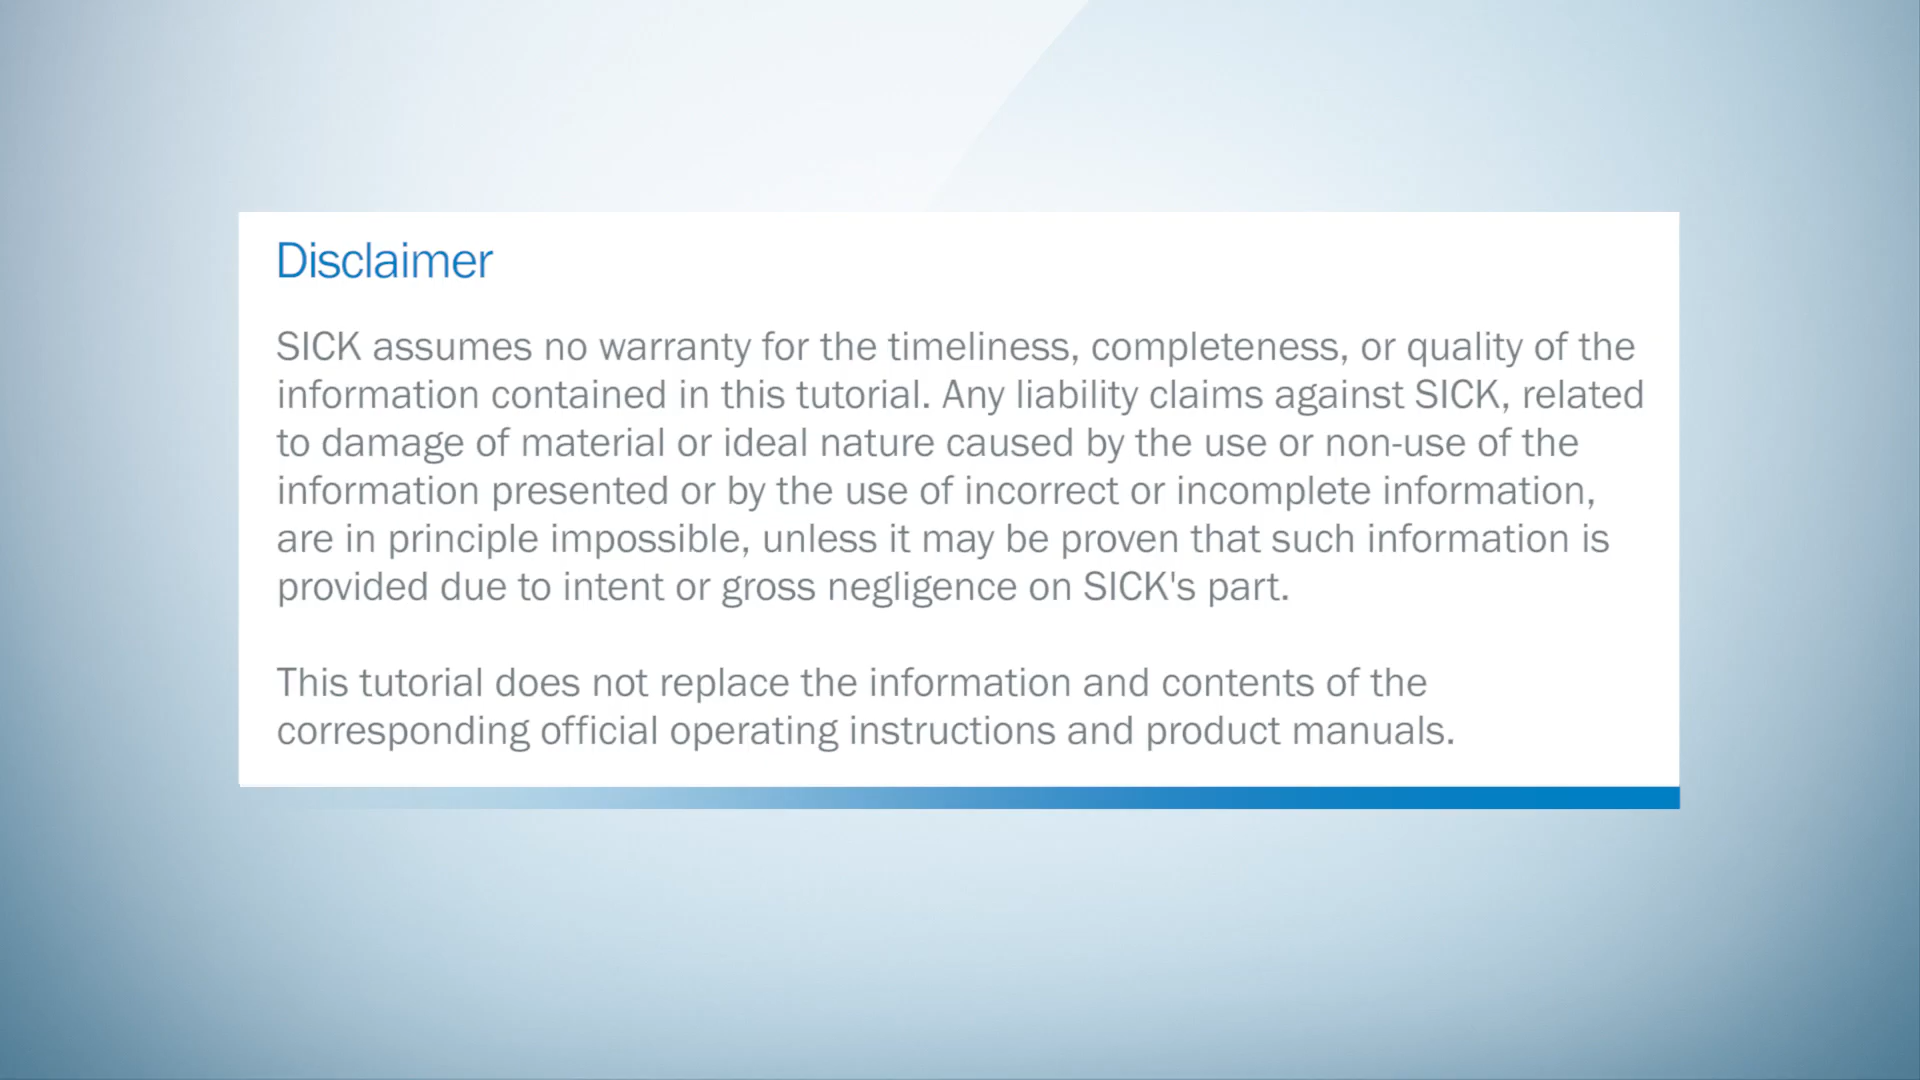 Disclaimer
SICK assumes no warranty for the timeliness, completeness, or quality of the
information contained in this tutorial. Any liability claims against SICK, related
to damage of material or ideal nature caused by the use or non-use of the
information presented or by the use of incorrect or incomplete information,
are in principle impossible, unless it may be proven that such information is
provided due to intent or gross negligence on SICK's part.
This tutorial does not replace the information and contents of the
corresponding official operating instructions and product manuals.